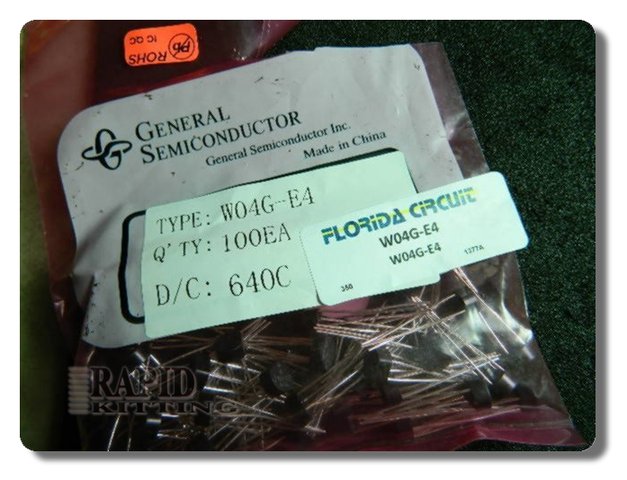 Pb
ROHS
IC QC
GENERAL
SEMICONDUCTOR
General Semiconductor Inc.
Made in China
TYPE: W04G-E4
Q'TY: 100EA
D/C: 640C
FLORIDA CIRCUIT
W04G-E4
W04G-E4
350 1377A
RAPID
KITTING